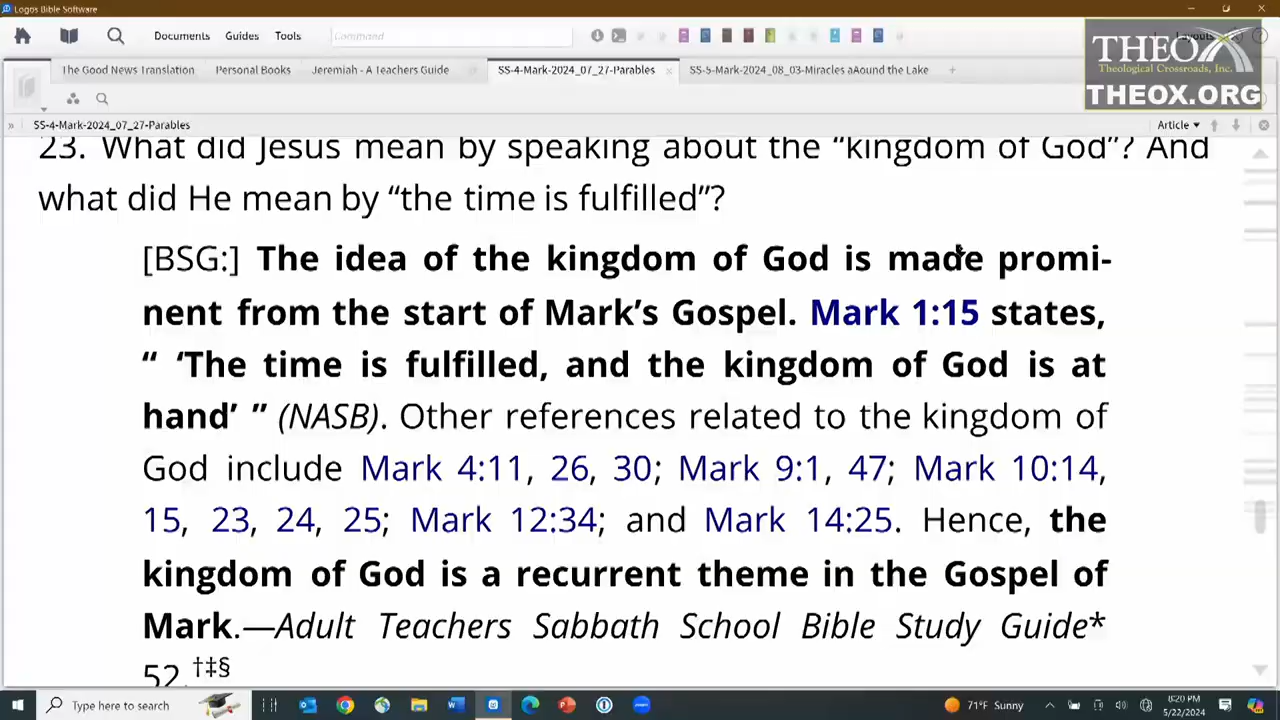 Logos Bible Software
Documents Guides Tools Command Layouts
The Good News Translation Personal Books Jeremiah - A Teachers SS-4-Mark-2024_07_27-Parables SS-5-Mark-2024_08_03-Miracles aAound the Lake
THEOX
Theological Crossroads, Inc.
THEOX.ORG
SS-4-Mark-2024_07_27-Parables Article
23. What did Jesus mean by speaking about the “kingdom of God”? And
what did He mean by “the time is fulfilled”?
[BSG:] The idea of the kingdom of God is made promi-
nent from the start of Mark’s Gospel. Mark 1:15 states,
“ ‘The time is fulfilled, and the kingdom of God is at
hand’ ” (NASB). Other references related to the kingdom of
God include Mark 4:11, 26, 30; Mark 9:1, 47; Mark 10:14,
15, 23, 24, 25; Mark 12:34; and Mark 14:25. Hence, the
kingdom of God is a recurrent theme in the Gospel of
Mark.—Adult Teachers Sabbath School Bible Study Guide*
52.†‡§
Type here to search 71°F Sunny 8:20 PM
5/22/2024